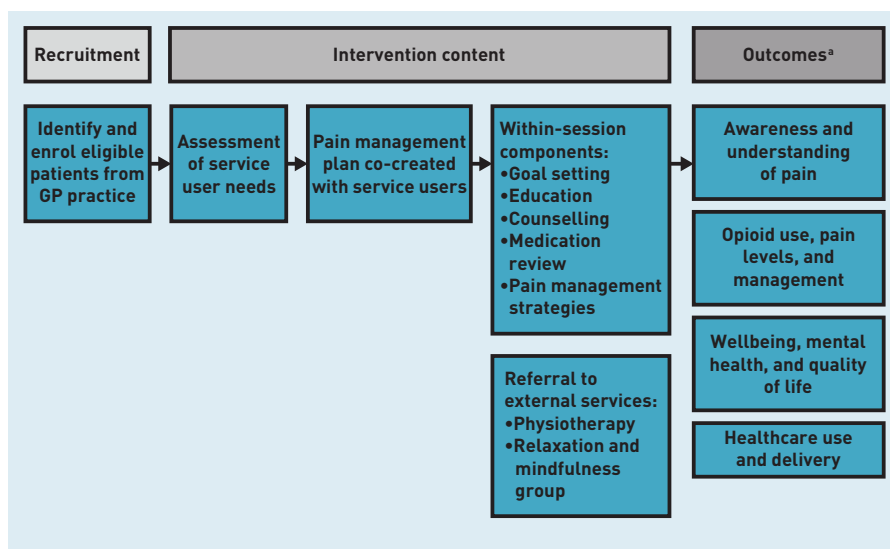 Recruitment
Intervention content
Outcomesᵃ
Identify and
enrol eligible
patients from
GP practice
Assessment
of service
user needs
Pain management
plan co-created
with service users
Within-session
components:
•Goal setting
•Education
•Counselling
•Medication
review
•Pain management
strategies
Referral to
external services:
•Physiotherapy
•Relaxation and
mindfulness
group
Awareness and
understanding
of pain
Opioid use, pain
levels, and
management
Wellbeing, mental
health, and quality
of life
Healthcare use
and delivery